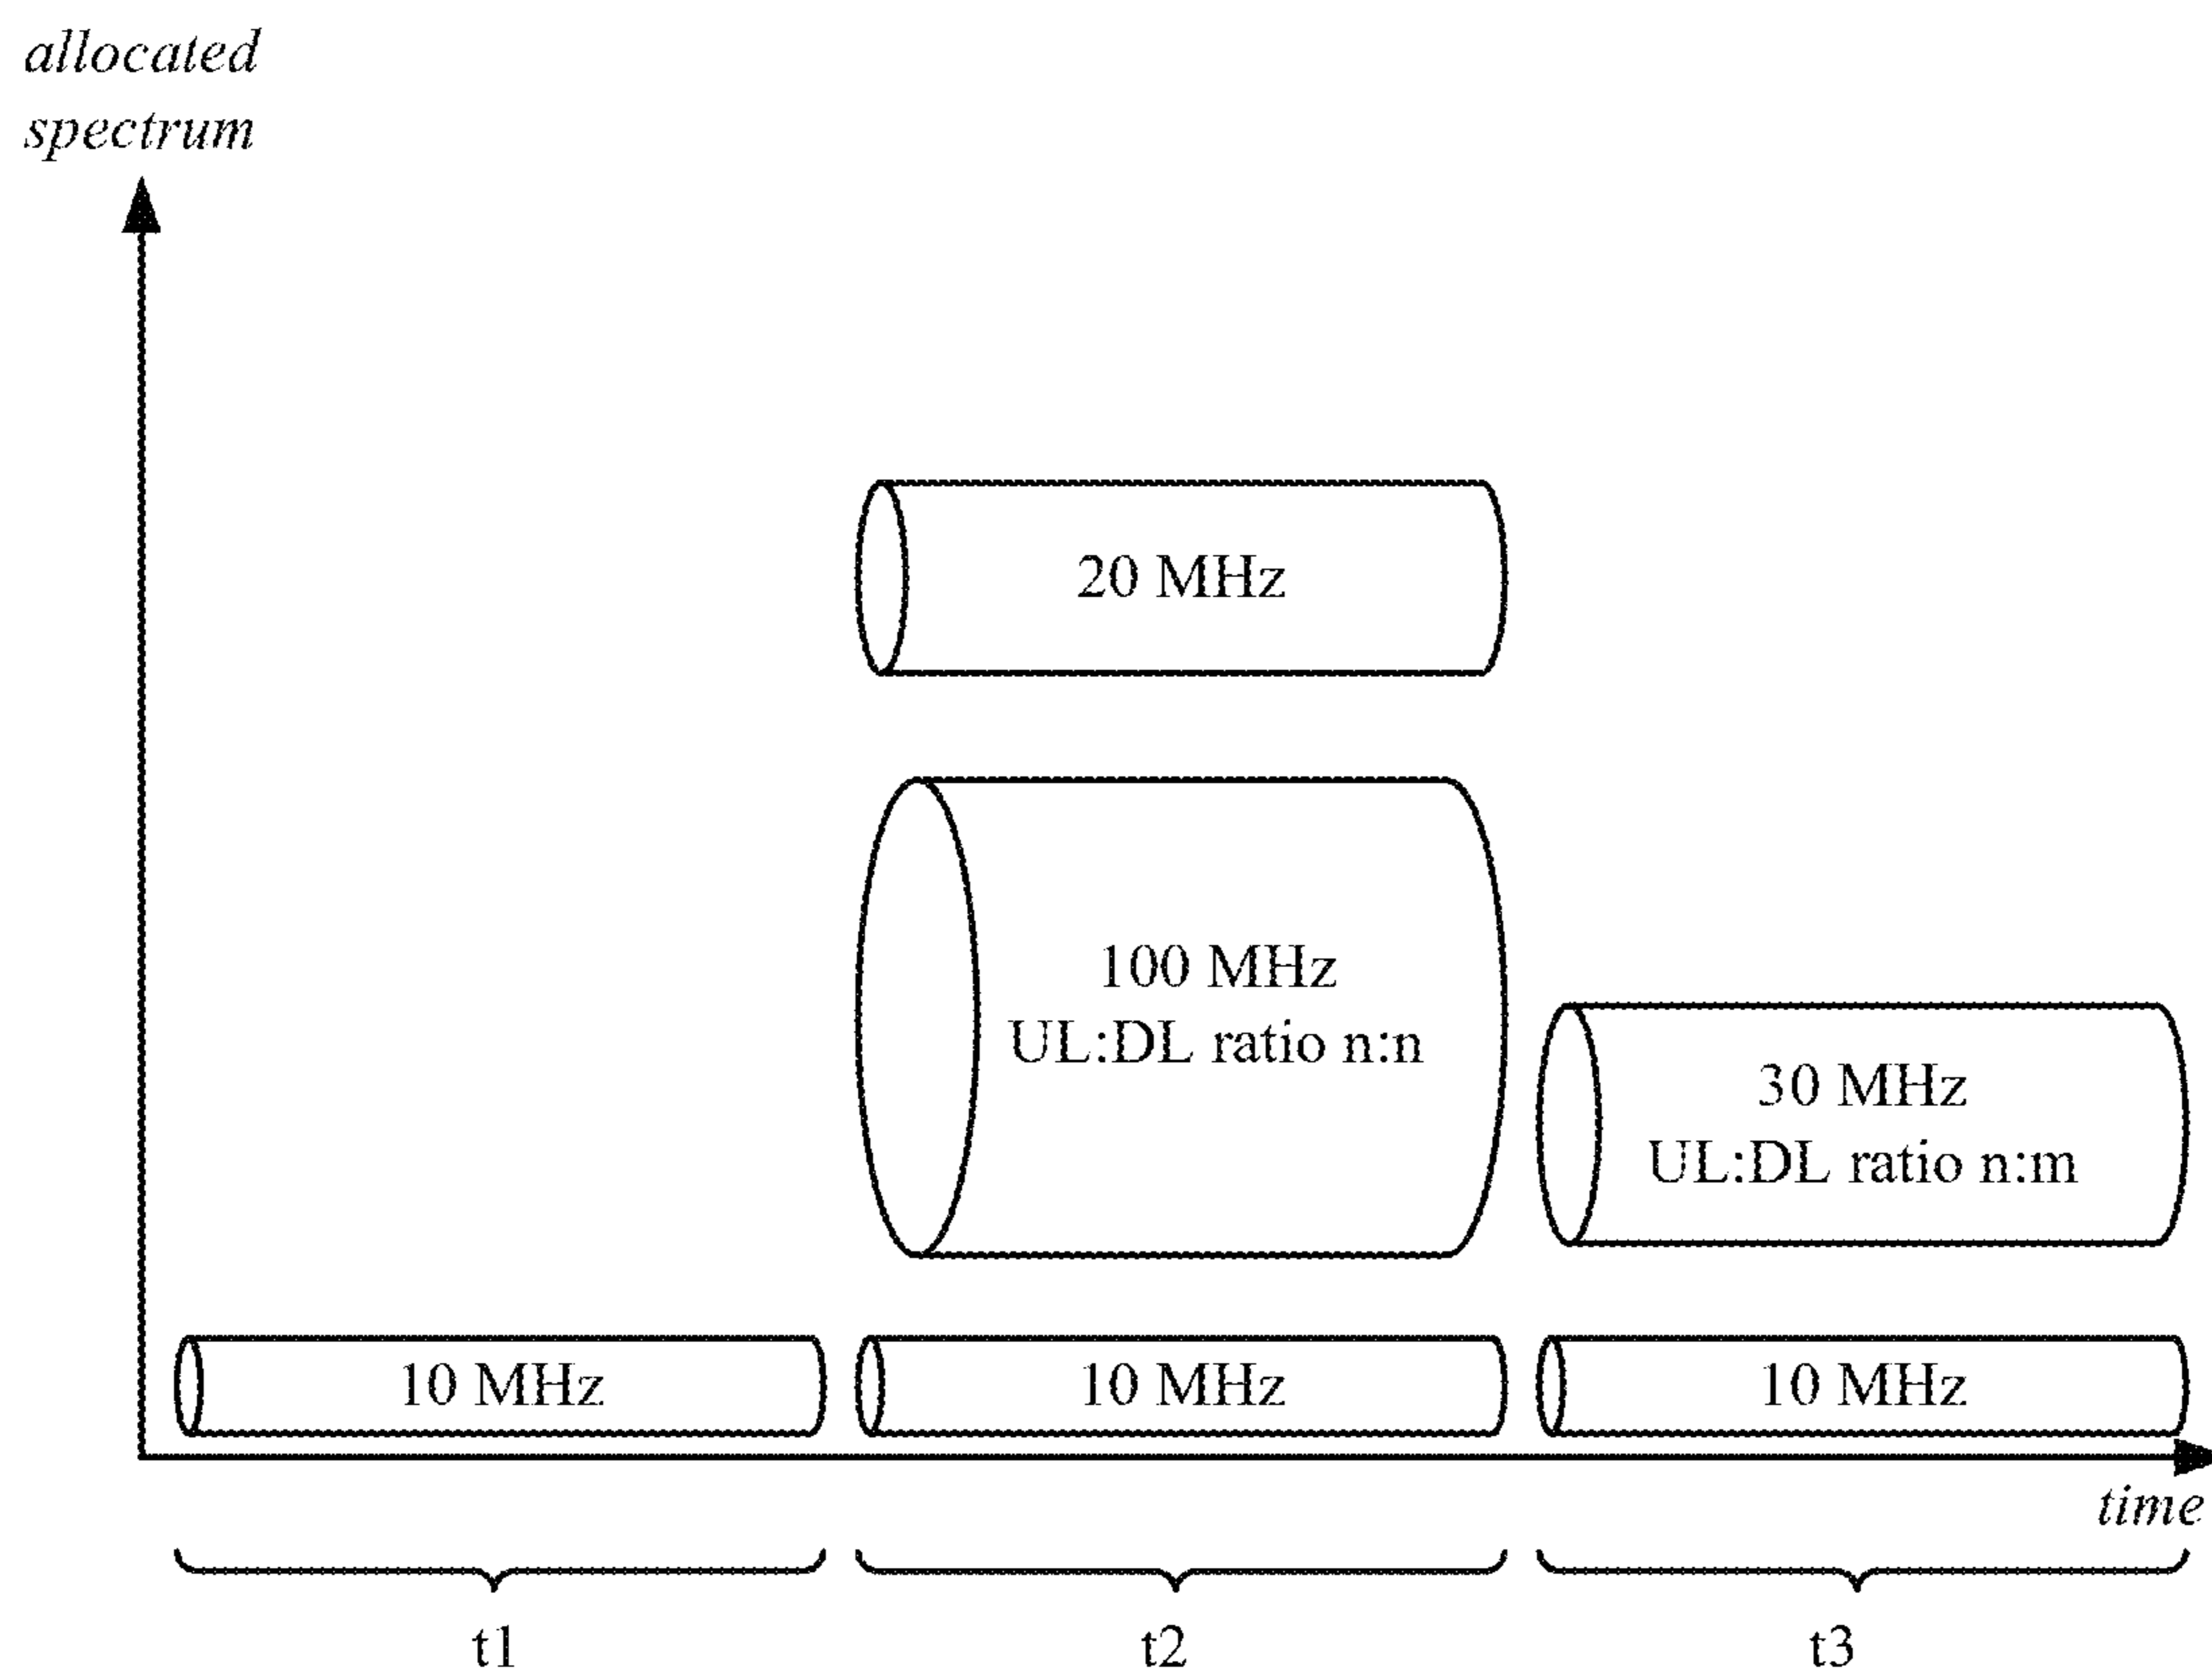 allocated
spectrum
20 MHz
100 MHz
UL:DL ratio n:n
30 MHz
UL:DL ratio n:m
10 MHz
10 MHz
10 MHz
time
t1
t2
t3